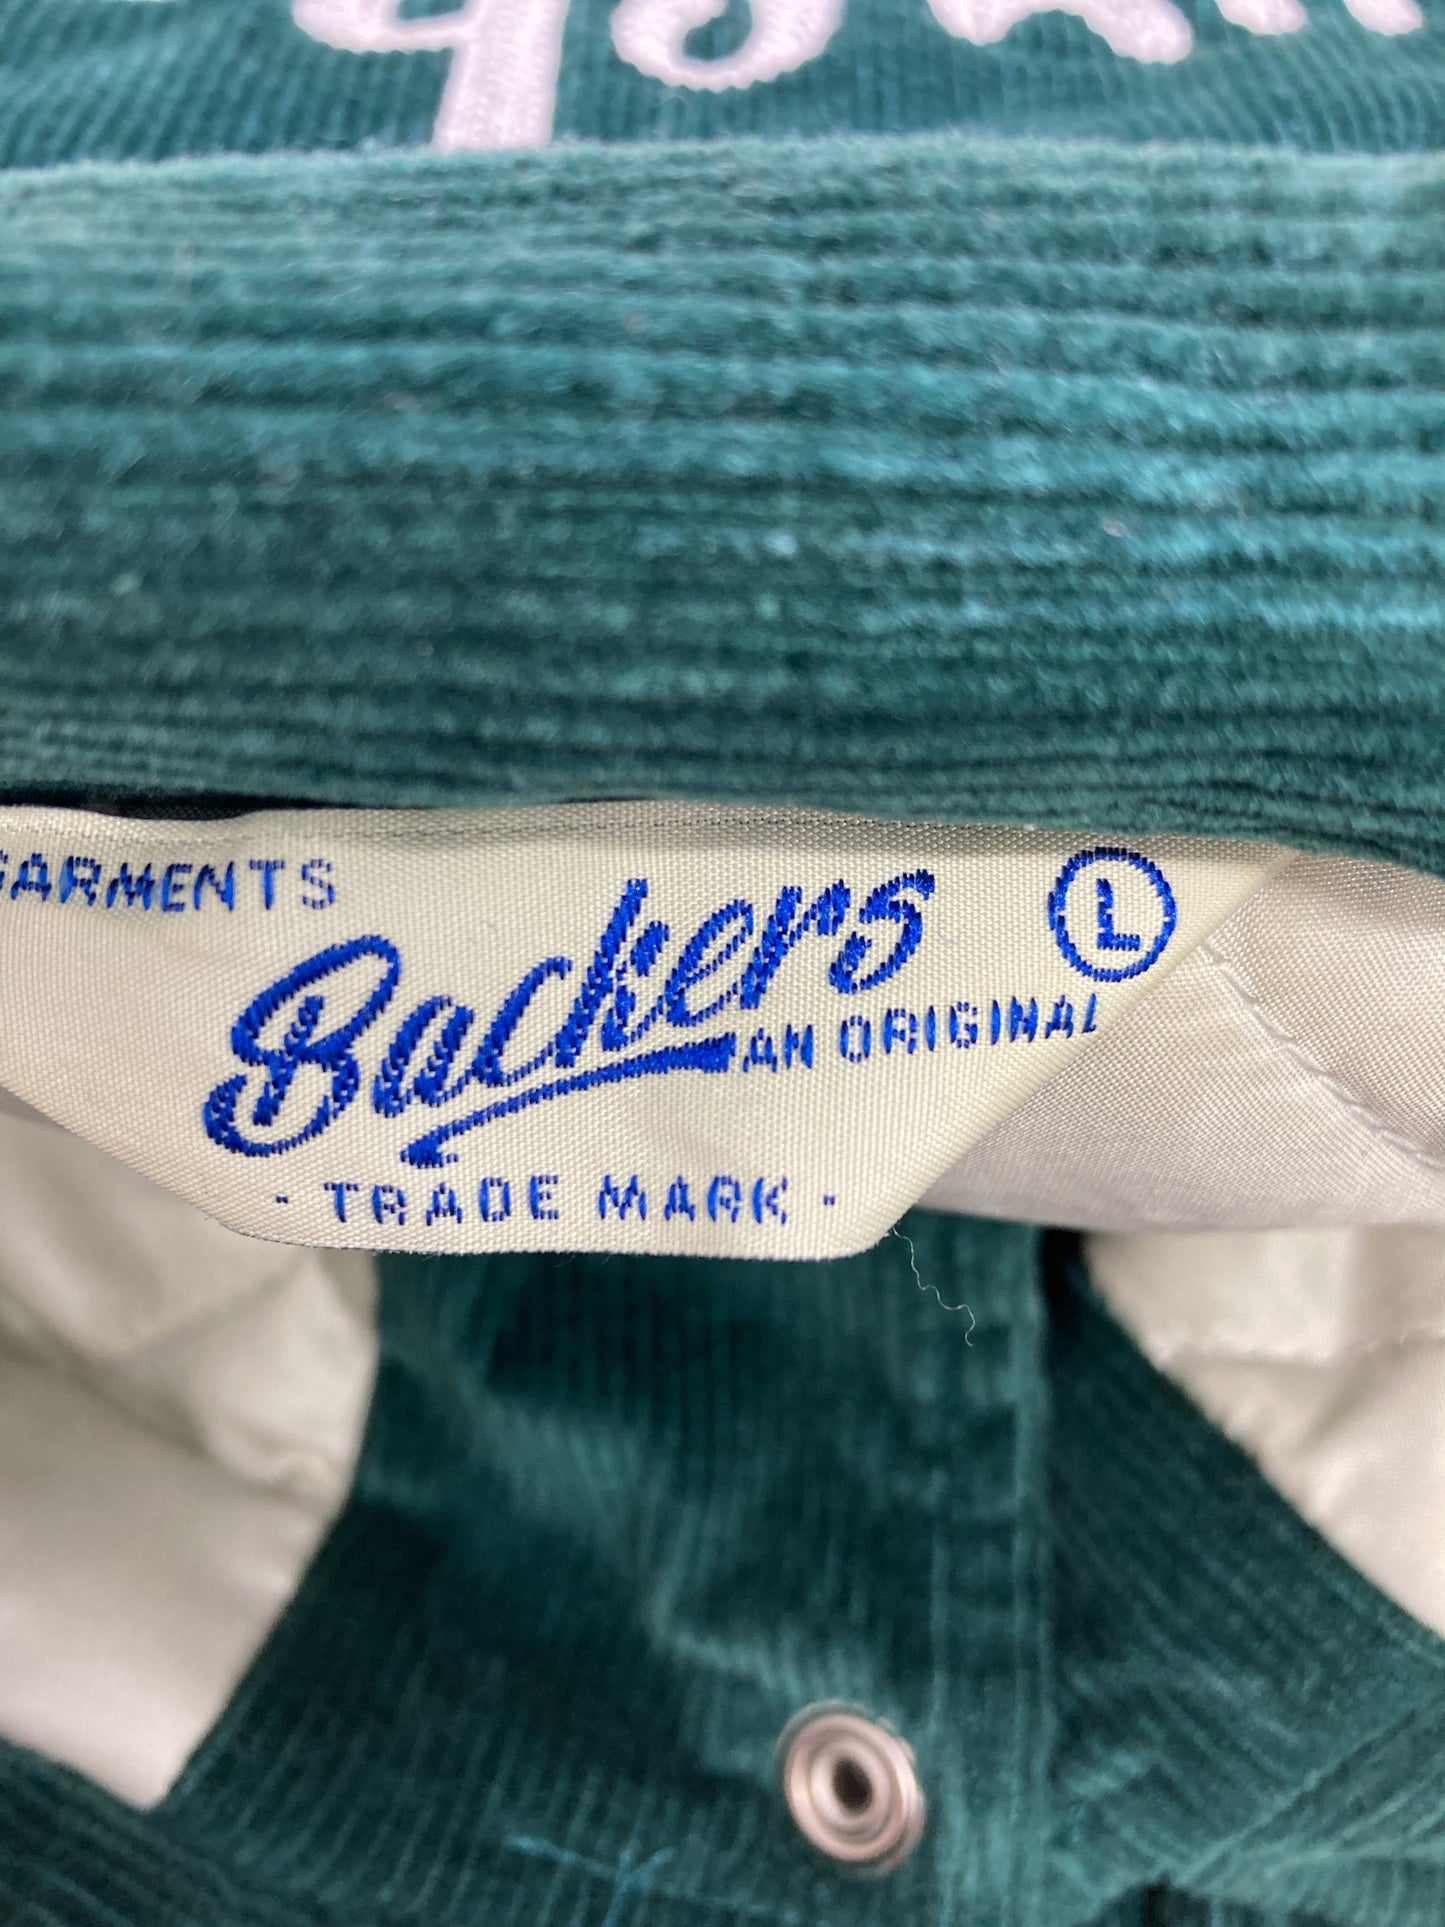 GARMENTS
Backers
L
AN ORIGINAL
- TRADE MARK -